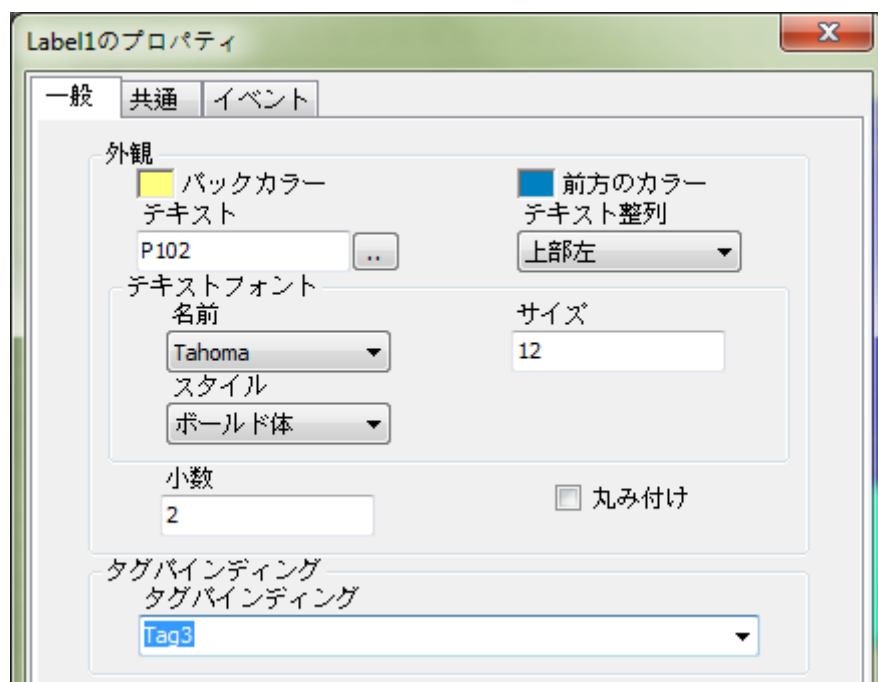 Label1のプロパティ
一般 共通 イベント
外観
バックカラー 前方のカラー
テキスト テキスト整列
P102 .. 上部左
テキストフォント
名前 サイズ
Tahoma 12
スタイル
ボールド体
小数
2 丸み付け
タグバインディング
タグバインディング
Tag3